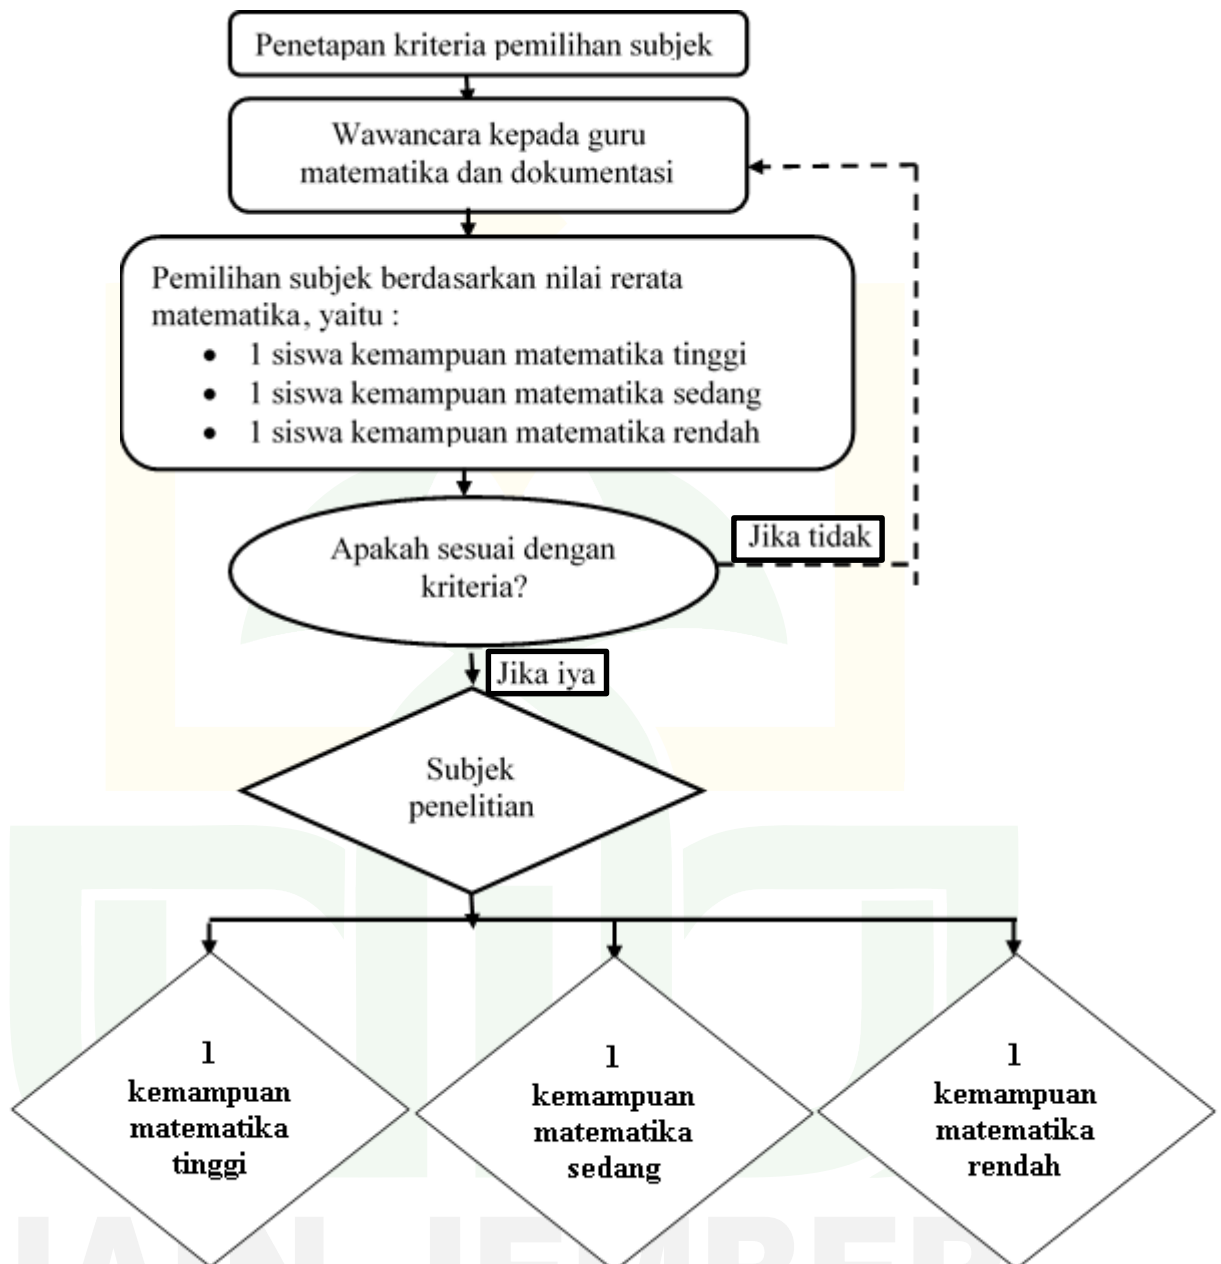 Penetapan kriteria pemilihan subjek
Wawancara kepada guru
matematika dan dokumentasi
Pemilihan subjek berdasarkan nilai rerata
matematika, yaitu :
• 1 siswa kemampuan matematika tinggi
• 1 siswa kemampuan matematika sedang
• 1 siswa kemampuan matematika rendah
Apakah sesuai dengan
kriteria?
Jika tidak
Jika iya
Subjek
penelitian
1
kemampuan
matematika
tinggi
1
kemampuan
matematika
sedang
1
kemampuan
matematika
rendah
IAIN JEMBER